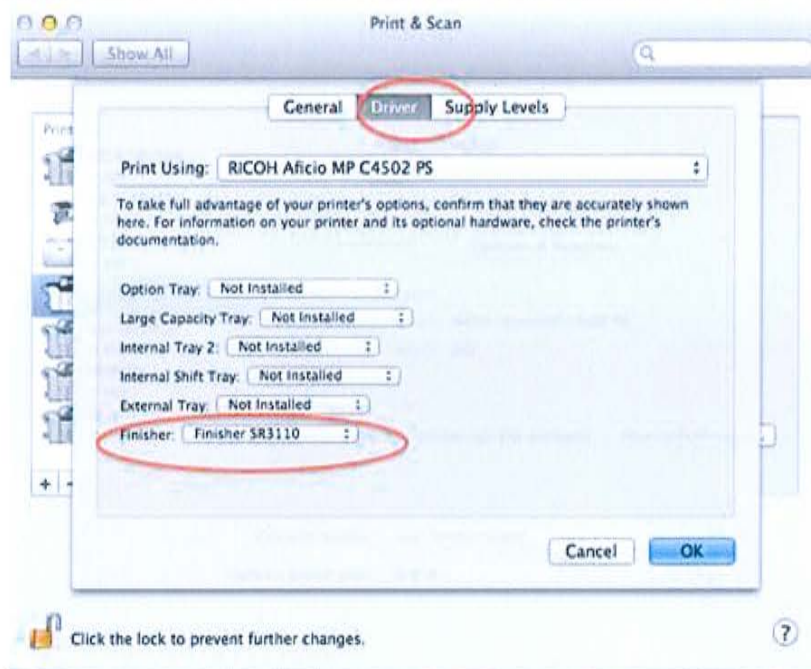 Print & Scan
Show All
General Driver Supply Levels
Print
Print Using: RICOH Aficio MP C4502 PS
To take full advantage of your printer's options, confirm that they are accurately shown
here. For information on your printer and its optional hardware, check the printer's
documentation.
Option Tray: Not Installed
Large Capacity Tray: Not Installed
Internal Tray 2: Not Installed
Internal Shift Tray: Not Installed
External Tray: Not Installed
Finisher: Finisher SR3110
+ -
Cancel OK
Click the lock to prevent further changes. ?